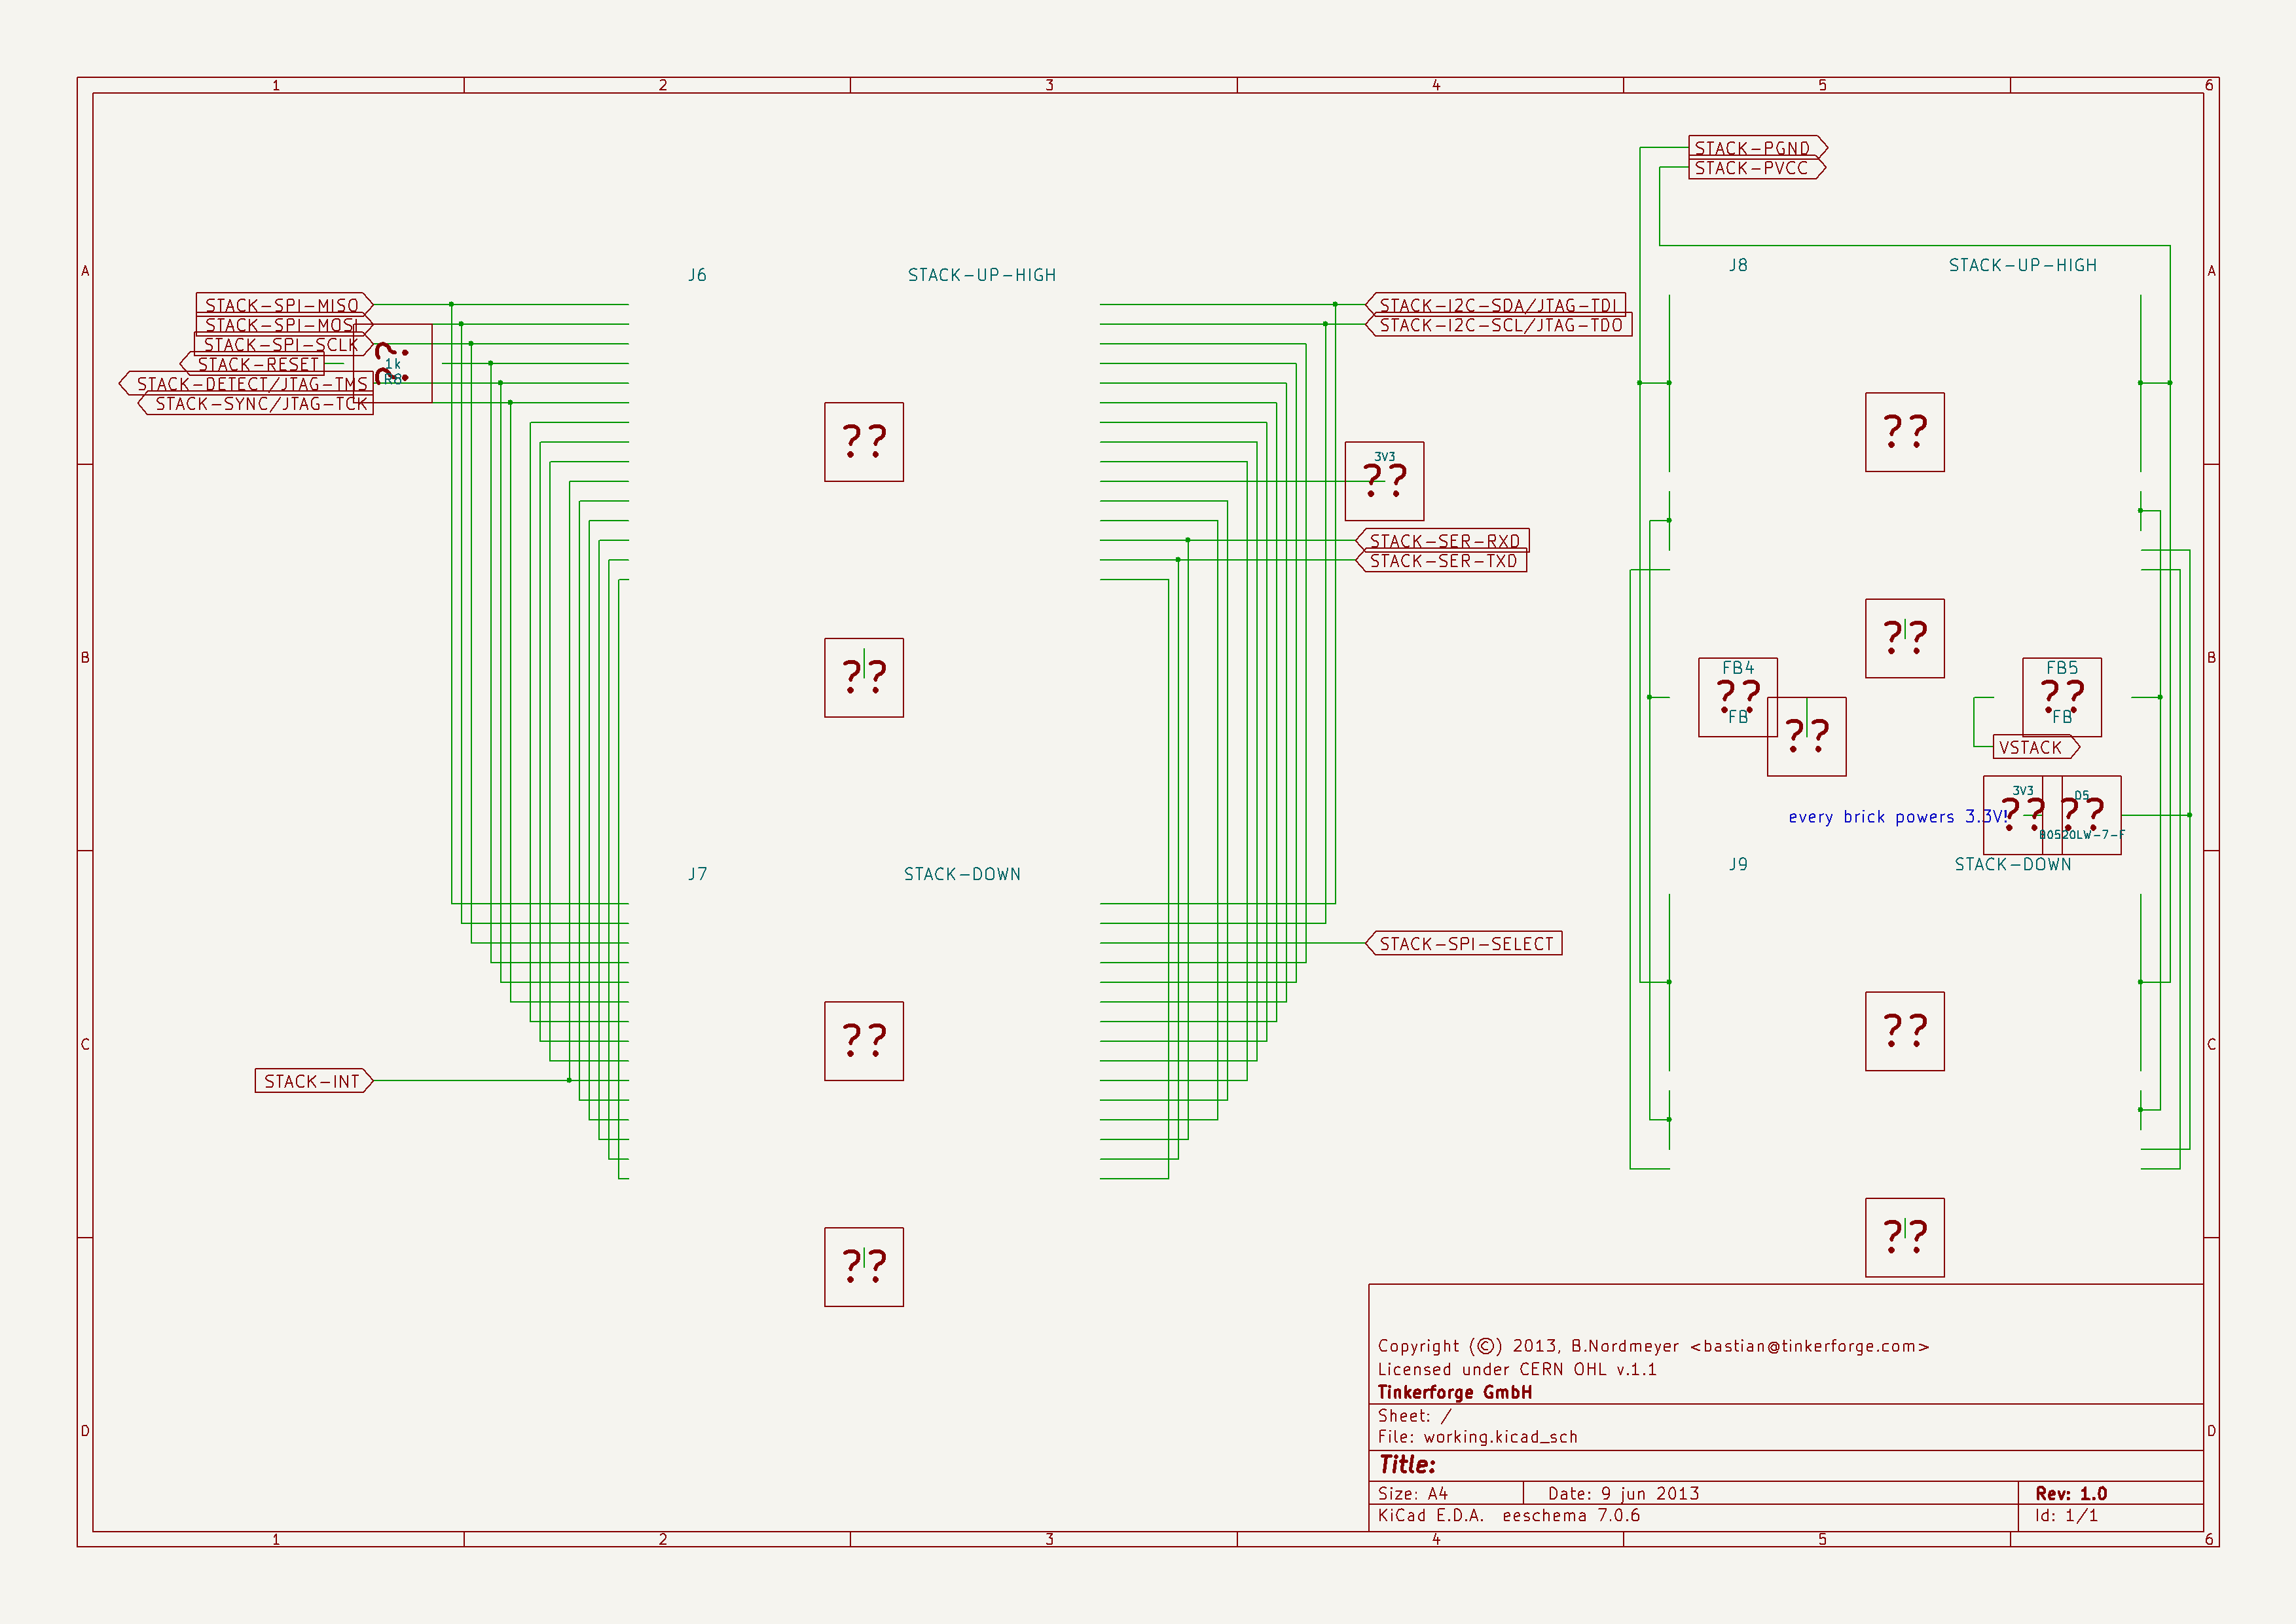 1 2 3 4 5 6
STACK-PGND
STACK-PVCC
A A
J6 STACK-UP-HIGH
J8 STACK-UP-HIGH
STACK-SPI-MISO
STACK-SPI-MOSI
STACK-SPI-SCLK
STACK-RESET
STACK-DETECT/JTAG-TMS
STACK-SYNC/JTAG-TCK
??
1k
R8
STACK-I2C-SDA/JTAG-TDI
STACK-I2C-SCL/JTAG-TDO
??
??
3V3
??
STACK-SER-RXD
STACK-SER-TXD
B B
??
??
FB4
??
FB
??
FB5
??
FB
VSTACK
every brick powers 3.3V!
3V3
??
D5
??
B0520LW-7-F
J7 STACK-DOWN
J9 STACK-DOWN
STACK-SPI-SELECT
C C
??
??
STACK-INT
??
??
Copyright (©) 2013, B.Nordmeyer <bastian@tinkerforge.com>
Licensed under CERN OHL v.1.1
Tinkerforge GmbH
Sheet: /
File: working.kicad_sch
D D
Title:
Size: A4 Date: 9 jun 2013 Rev: 1.0
KiCad E.D.A. eeschema 7.0.6 Id: 1/1
1 2 3 4 5 6